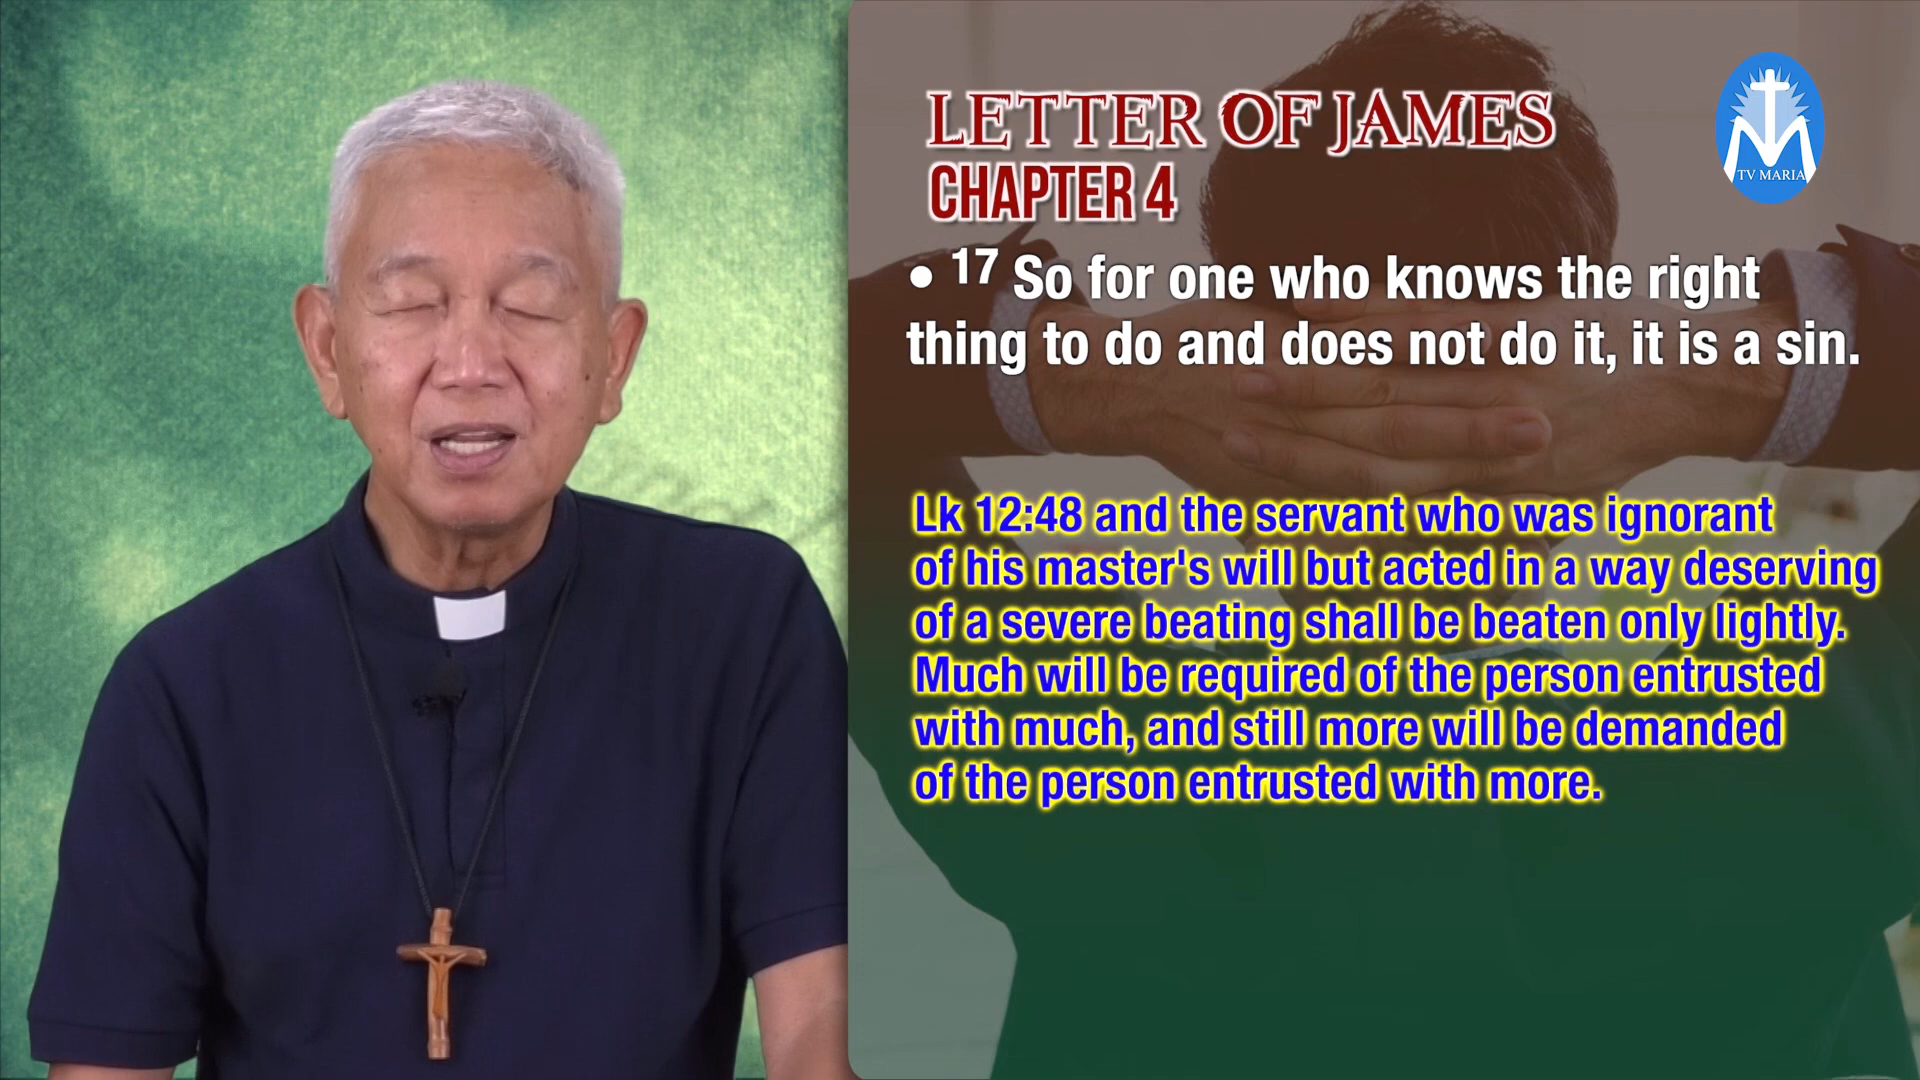 LETTER OF JAMES
CHAPTER 4
• 17 So for one who knows the right
thing to do and does not do it, it is a sin.
Lk 12:48 and the servant who was ignorant
of his master's will but acted in a way deserving
of a severe beating shall be beaten only lightly.
Much will be required of the person entrusted
with much, and still more will be demanded
of the person entrusted with more.
TV MARIA